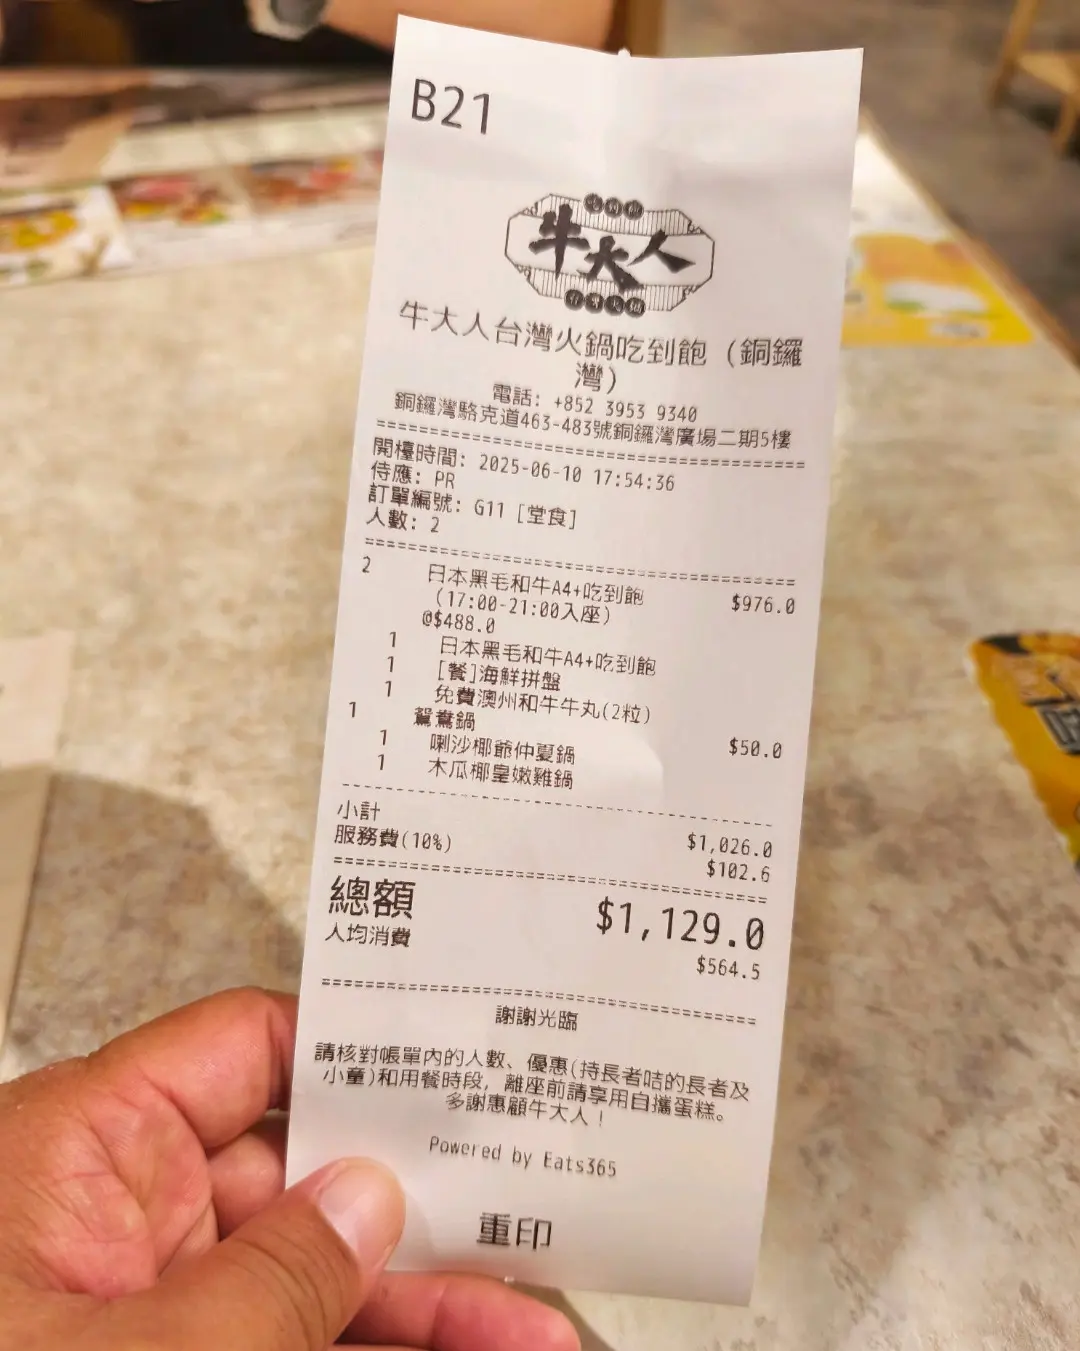 B21
牛大人
台灣火鍋
牛大人台灣火鍋吃到飽 (銅鑼
灣)
電話: +852 3953 9340
銅鑼灣駱克道463-483號銅鑼灣廣場二期5樓
開檯時間: 2025-06-10 17:54:36
侍應: PR
訂單編號: G11 [堂食]
人數: 2
2 日本黑毛和牛A4+吃到飽 $976.0
(17:00-21:00入座)
@$488.0
1 日本黑毛和牛A4+吃到飽
1 [餐]海鮮拼盤
1 免費澳州和牛牛丸(2粒)
1 鴛鴦鍋 $50.0
1 喇沙椰爺仲夏鍋
1 木瓜椰皇嫩雞鍋
小計 $1,026.0
服務費(10%) $102.6
總額 $1,129.0
人均消費 $564.5
謝謝光臨
請核對帳單內的人數、優惠(持長者咭的長者及
小童)和用餐時段, 離座前請享用自攜蛋糕。
多謝惠顧牛大人！
Powered by Eats365
重印